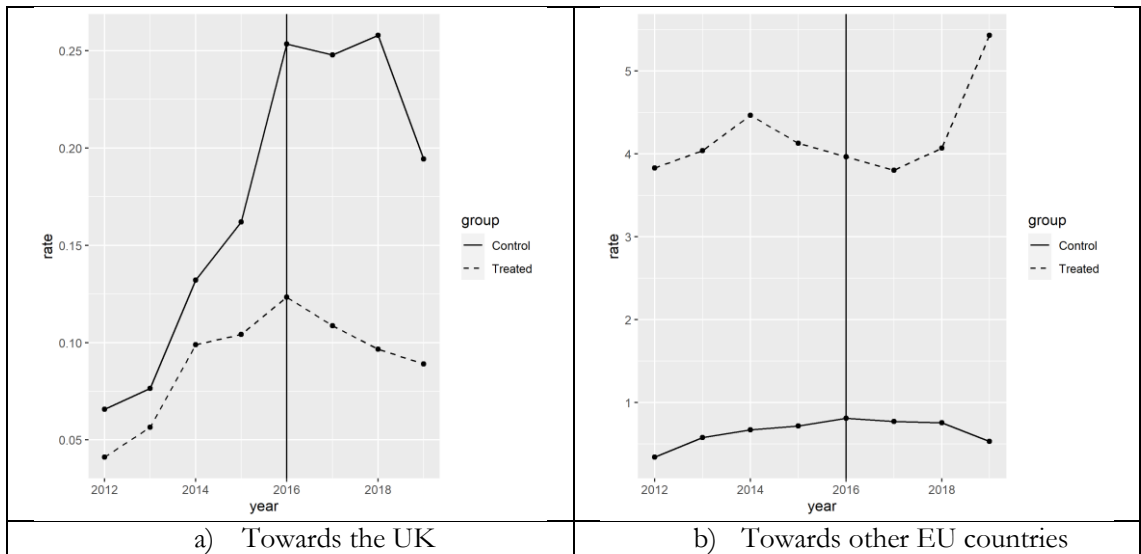 0.25
0.20
0.15
0.10
0.05
rate
2012 2014 2016 2018
year
group
Control
Treated
5
4
3
2
1
rate
2012 2014 2016 2018
year
group
Control
Treated
a) Towards the UK
b) Towards other EU countries